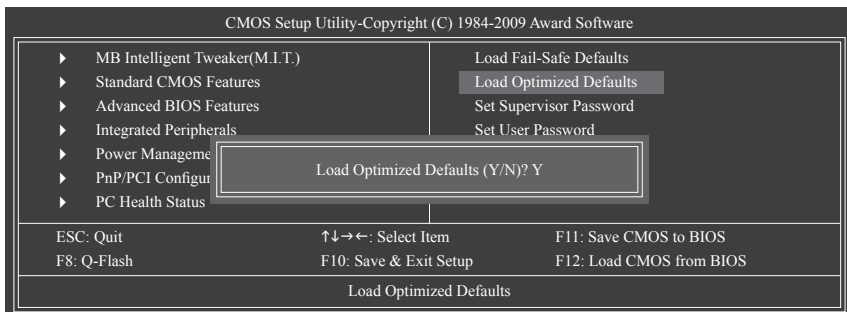 CMOS Setup Utility-Copyright (C) 1984-2009 Award Software
MB Intelligent Tweaker(M.I.T.)
Standard CMOS Features
Advanced BIOS Features
Integrated Peripherals
Power Manageme
PnP/PCI Configur
PC Health Status
Load Fail-Safe Defaults
Load Optimized Defaults
Set Supervisor Password
Set User Password
Load Optimized Defaults (Y/N)? Y
ESC: Quit ↑↓→←: Select Item F11: Save CMOS to BIOS
F8: Q-Flash F10: Save & Exit Setup F12: Load CMOS from BIOS
Load Optimized Defaults